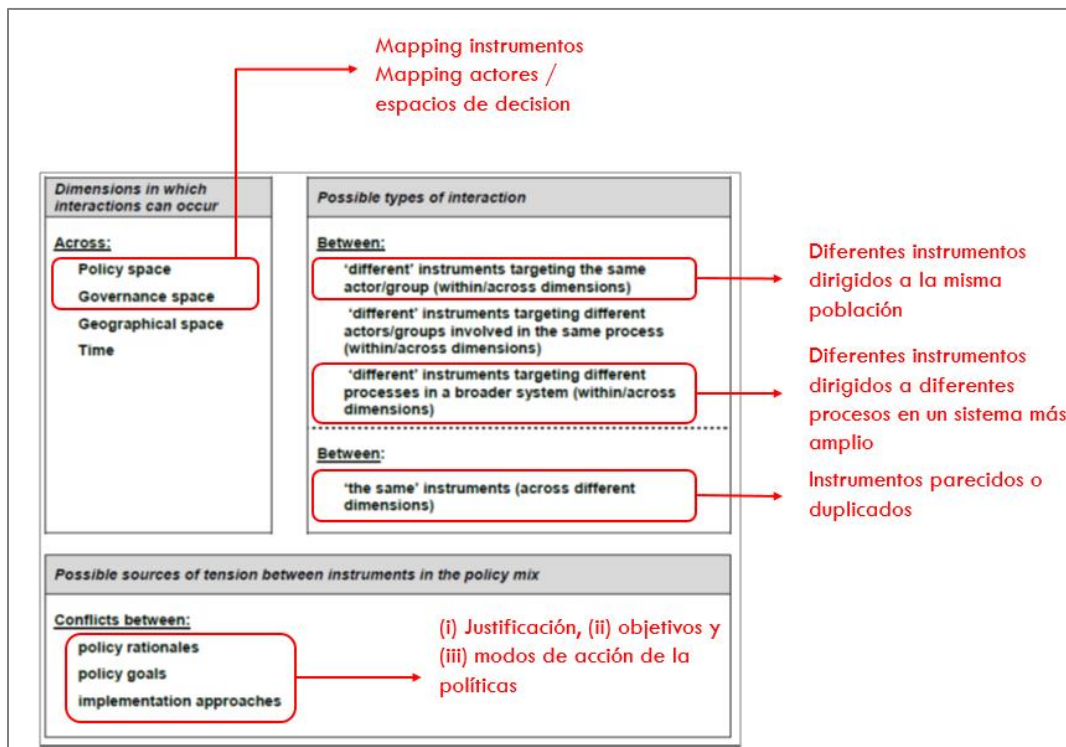 Mapping instrumentos
Mapping actores /
espacios de decision
Dimensions in which
interactions can occur
Across:
Policy space
Governance space
Geographical space
Time
Possible types of interaction
Between:
‘different’ instruments targeting the same
actor/group (within/across dimensions)
‘different’ instruments targeting different
actors/groups involved in the same process
(within/across dimensions)
‘different’ instruments targeting different
processes in a broader system (within/across
dimensions)
Between:
‘the same’ instruments (across different
dimensions)
Diferentes instrumentos
dirigidos a la misma
población
Diferentes instrumentos
dirigidos a diferentes
procesos en un sistema más
amplio
Instrumentos parecidos o
duplicados
Possible sources of tension between instruments in the policy mix
Conflicts between:
policy rationales
policy goals
implementation approaches
(i) Justificación, (ii) objetivos y
(iii) modos de acción de la
políticas